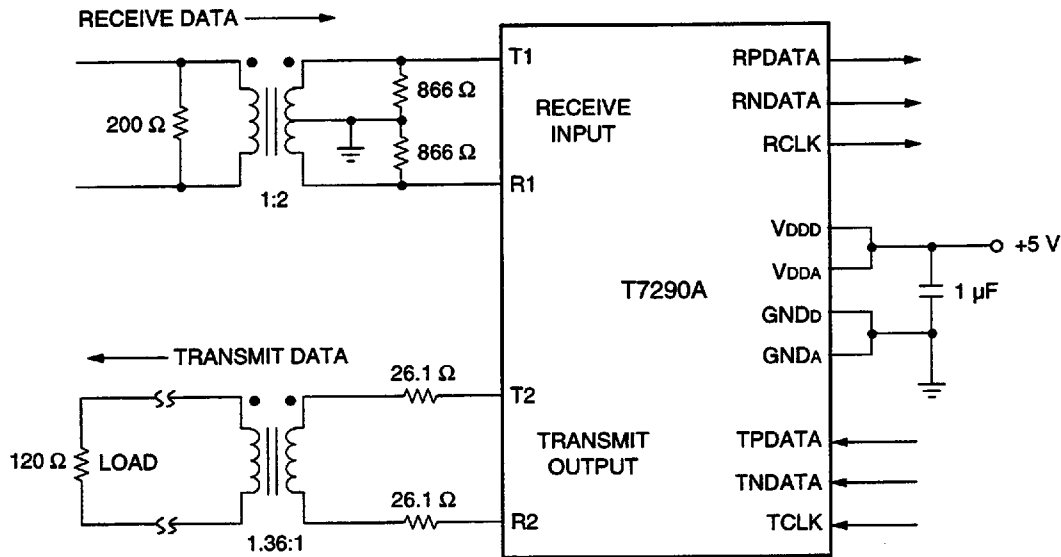 RECEIVE DATA
T1
RPDATA
866 Ω
RNDATA
RECEIVE
INPUT
200 Ω
866 Ω
RCLK
R1
1:2
VDDD
+5 V
VDDA
T7290A
1 µF
GNDD
GNDA
TRANSMIT DATA
26.1 Ω
T2
TRANSMIT
OUTPUT
TPDATA
120 Ω LOAD
TNDATA
26.1 Ω
R2
TCLK
1.36:1